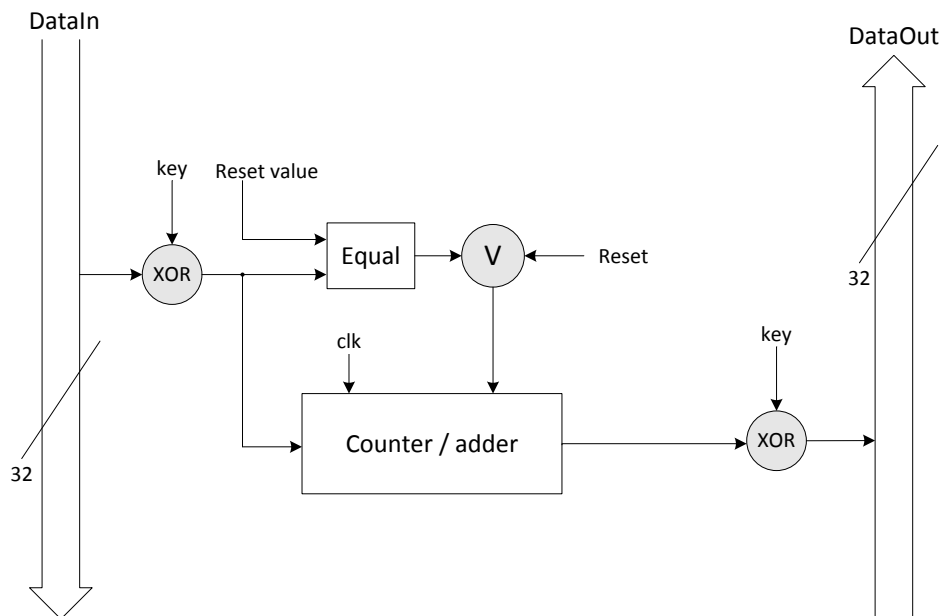 DataIn
DataOut
key
Reset value
XOR
Equal
V
Reset
32
clk
key
Counter / adder
XOR
32